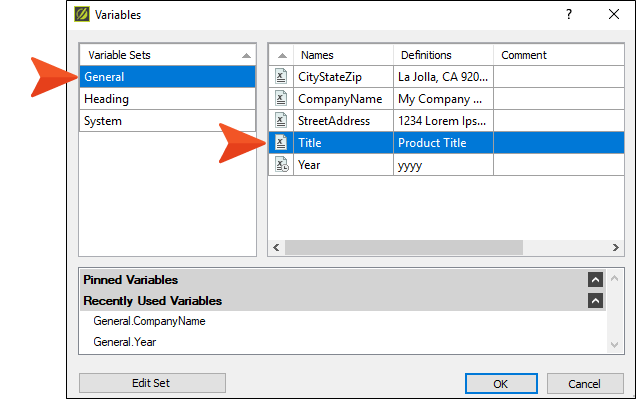 Variables
?
Variable Sets
General
Heading
System
Names Definitions Comment
CityStateZip La Jolla, CA 920...
CompanyName My Company ...
StreetAddress 1234 Lorem Ips...
Title Product Title
Year yyyy
Pinned Variables
Recently Used Variables
General.CompanyName
General.Year
Edit Set OK Cancel